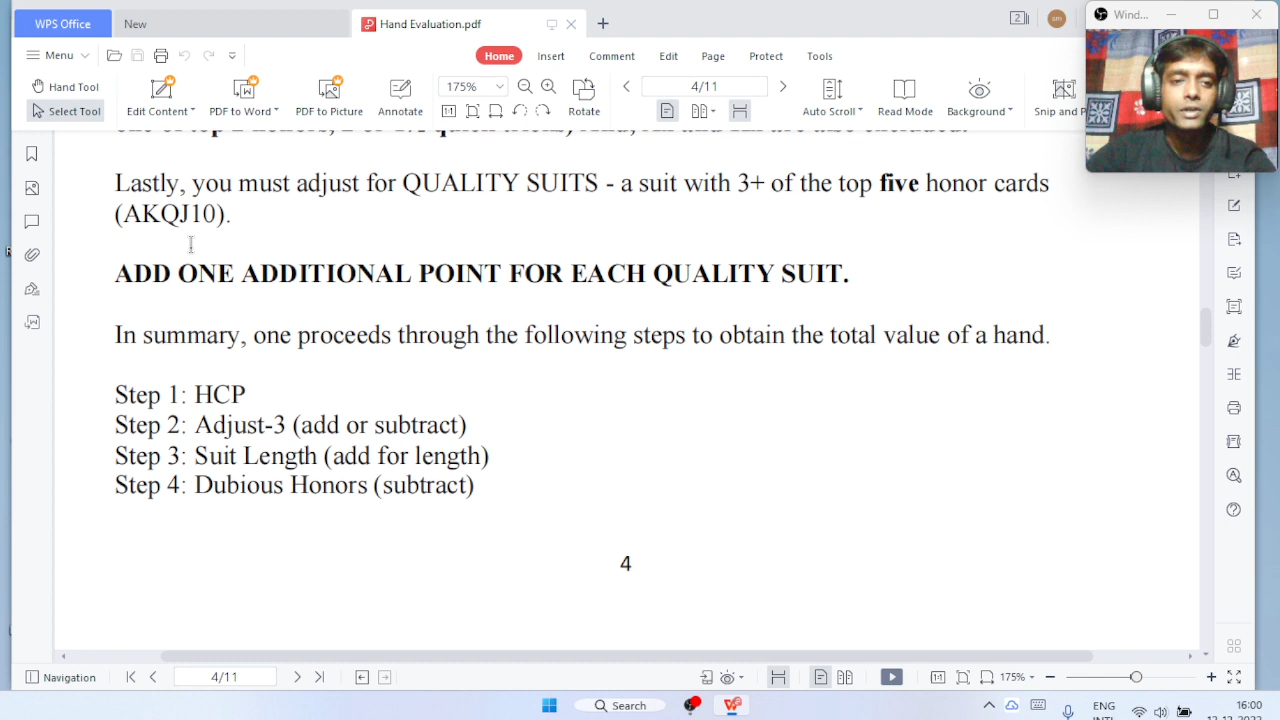 WPS Office
New
Hand Evaluation.pdf
2
sm
Wind...
Menu
Home
Insert
Comment
Edit
Page
Protect
Tools
Hand Tool
Select Tool
Edit Content
PDF to Word
PDF to Picture
Annotate
175%
Rotate
4/11
Auto Scroll
Read Mode
Background
Snip and
Lastly, you must adjust for QUALITY SUITS - a suit with 3+ of the top five honor cards
(AKQJ10).
ADD ONE ADDITIONAL POINT FOR EACH QUALITY SUIT.
In summary, one proceeds through the following steps to obtain the total value of a hand.
Step 1: HCP
Step 2: Adjust-3 (add or subtract)
Step 3: Suit Length (add for length)
Step 4: Dubious Honors (subtract)
4
Navigation
4/11
175%
Search
ENG
16:00